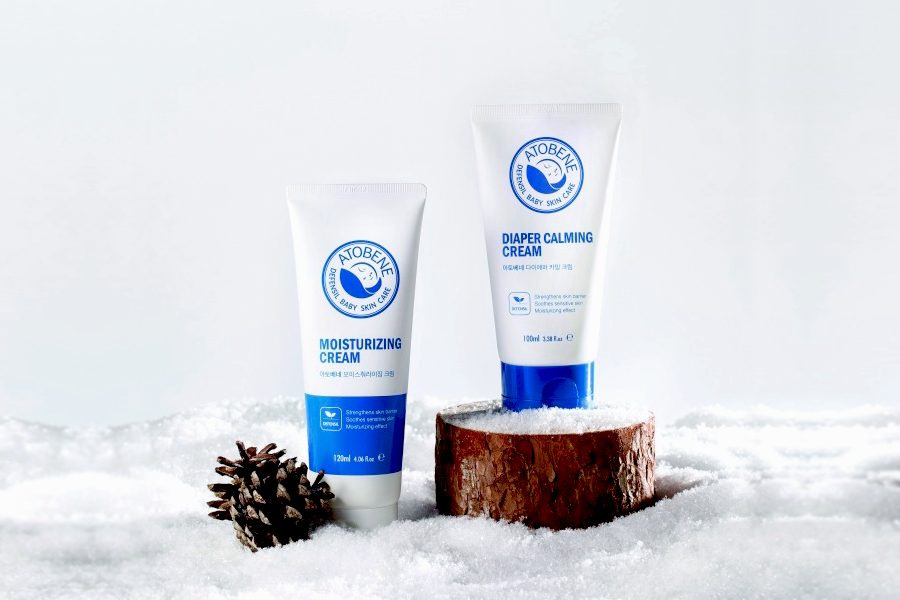 ATOBENE
DEFENSIL BABY SKIN CARE
MOISTURIZING
CREAM
아토베네 모이스춰라이징 크림
DEFENSIL
Strengthens skin barrier
Soothes sensitive skin
Moisturizing effect
120ml 4.06 fl.oz ℮
ATOBENE
DEFENSIL BABY SKIN CARE
DIAPER CALMING
CREAM
아토베네 다이애퍼 카밍 크림
DEFENSIL
Strengthens skin barrier
Soothes sensitive skin
Moisturizing effect
100ml 3.38 fl.oz ℮